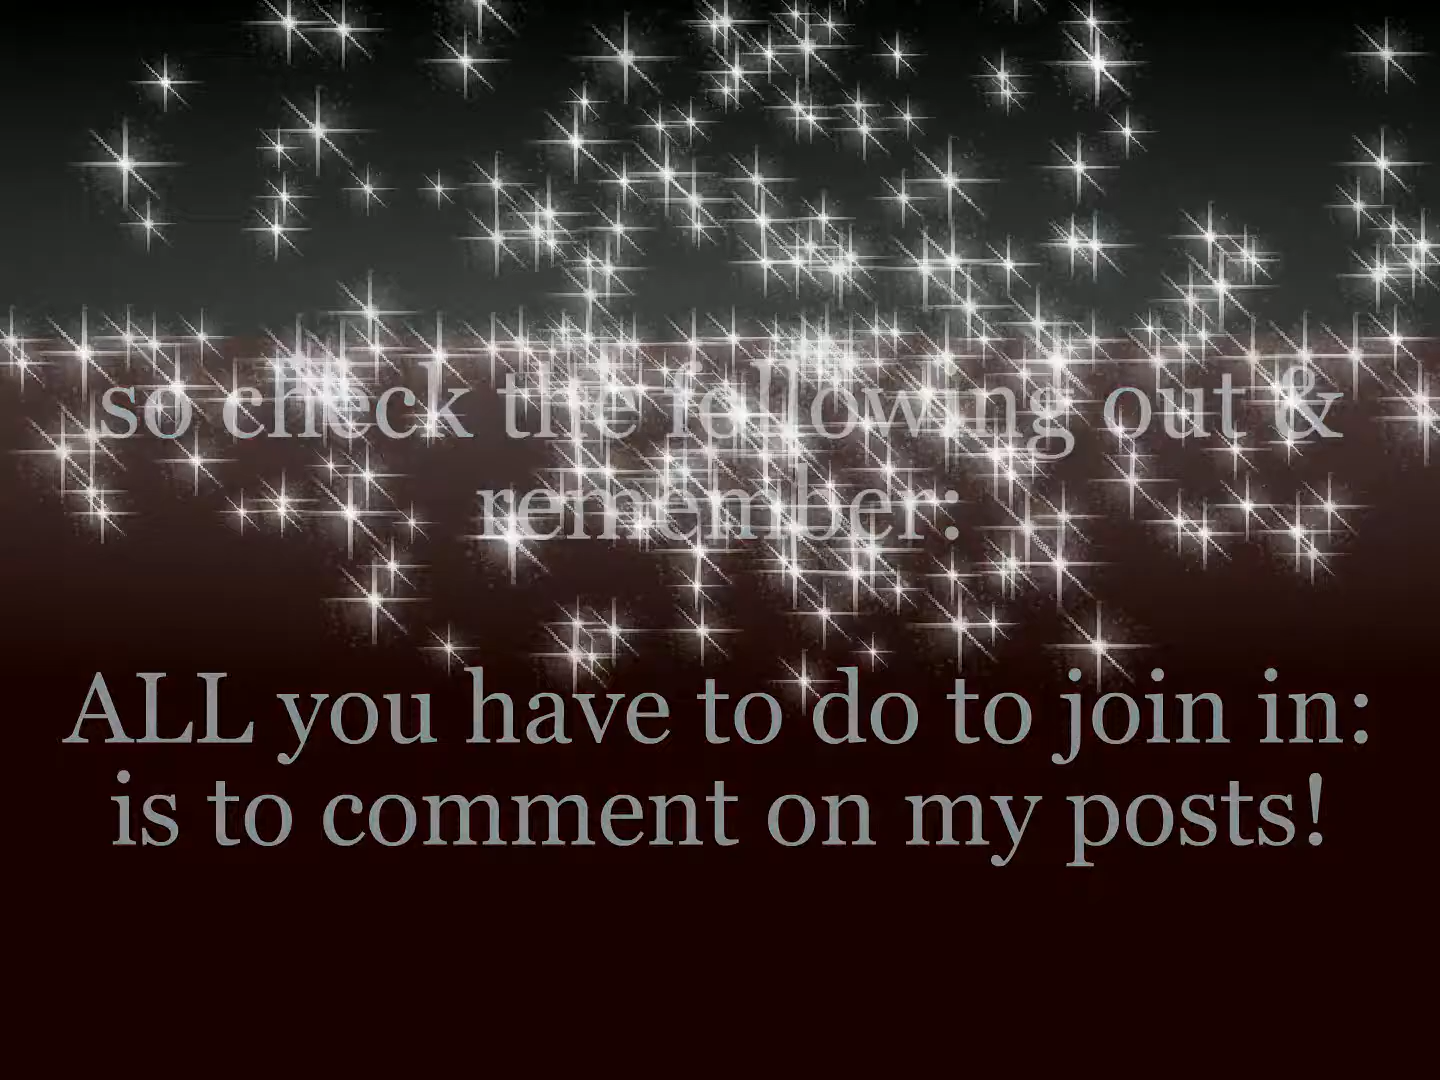 so check the following out &
remember:
ALL you have to do to join in:
is to comment on my posts!